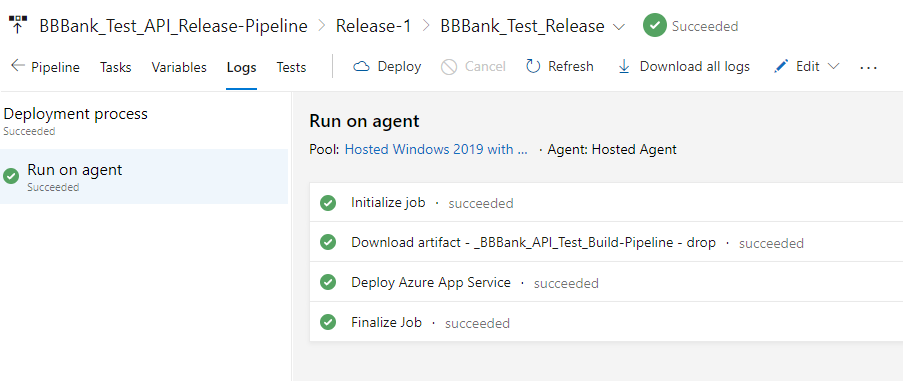 BBBank_Test_API_Release-Pipeline > Release-1 > BBBank_Test_Release Succeeded
Pipeline Tasks Variables Logs Tests Deploy Cancel Refresh Download all logs Edit ...
Deployment process
Succeeded
Run on agent
Succeeded
Run on agent
Pool: Hosted Windows 2019 with ... · Agent: Hosted Agent
Initialize job · succeeded
Download artifact - _BBBank_API_Test_Build-Pipeline - drop · succeeded
Deploy Azure App Service · succeeded
Finalize Job · succeeded